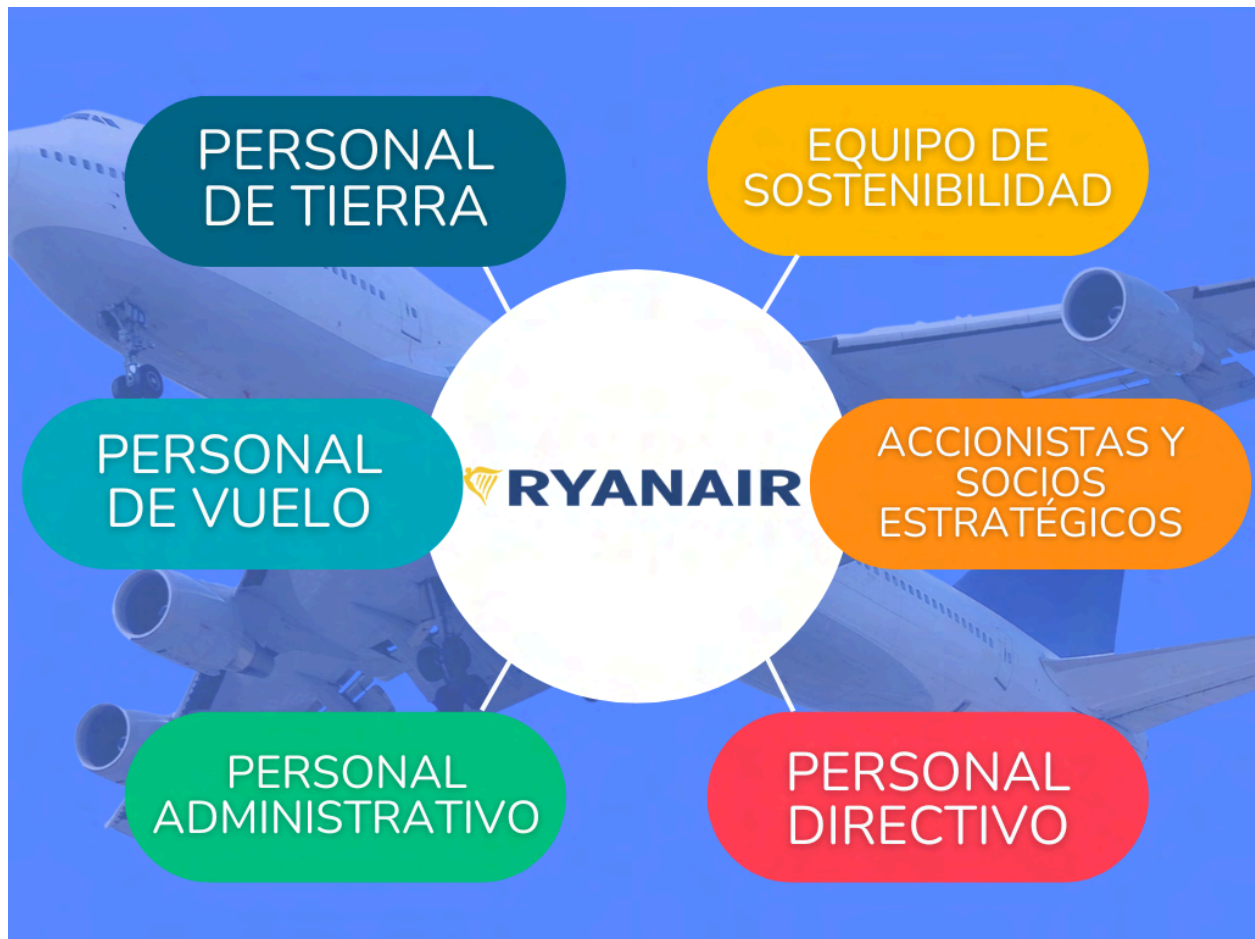 PERSONAL
DE TIERRA
EQUIPO DE
SOSTENIBILIDAD
PERSONAL
DE VUELO
RYANAIR
ACCIONISTAS Y
SOCIOS
ESTRATÉGICOS
PERSONAL
ADMINISTRATIVO
PERSONAL
DIRECTIVO